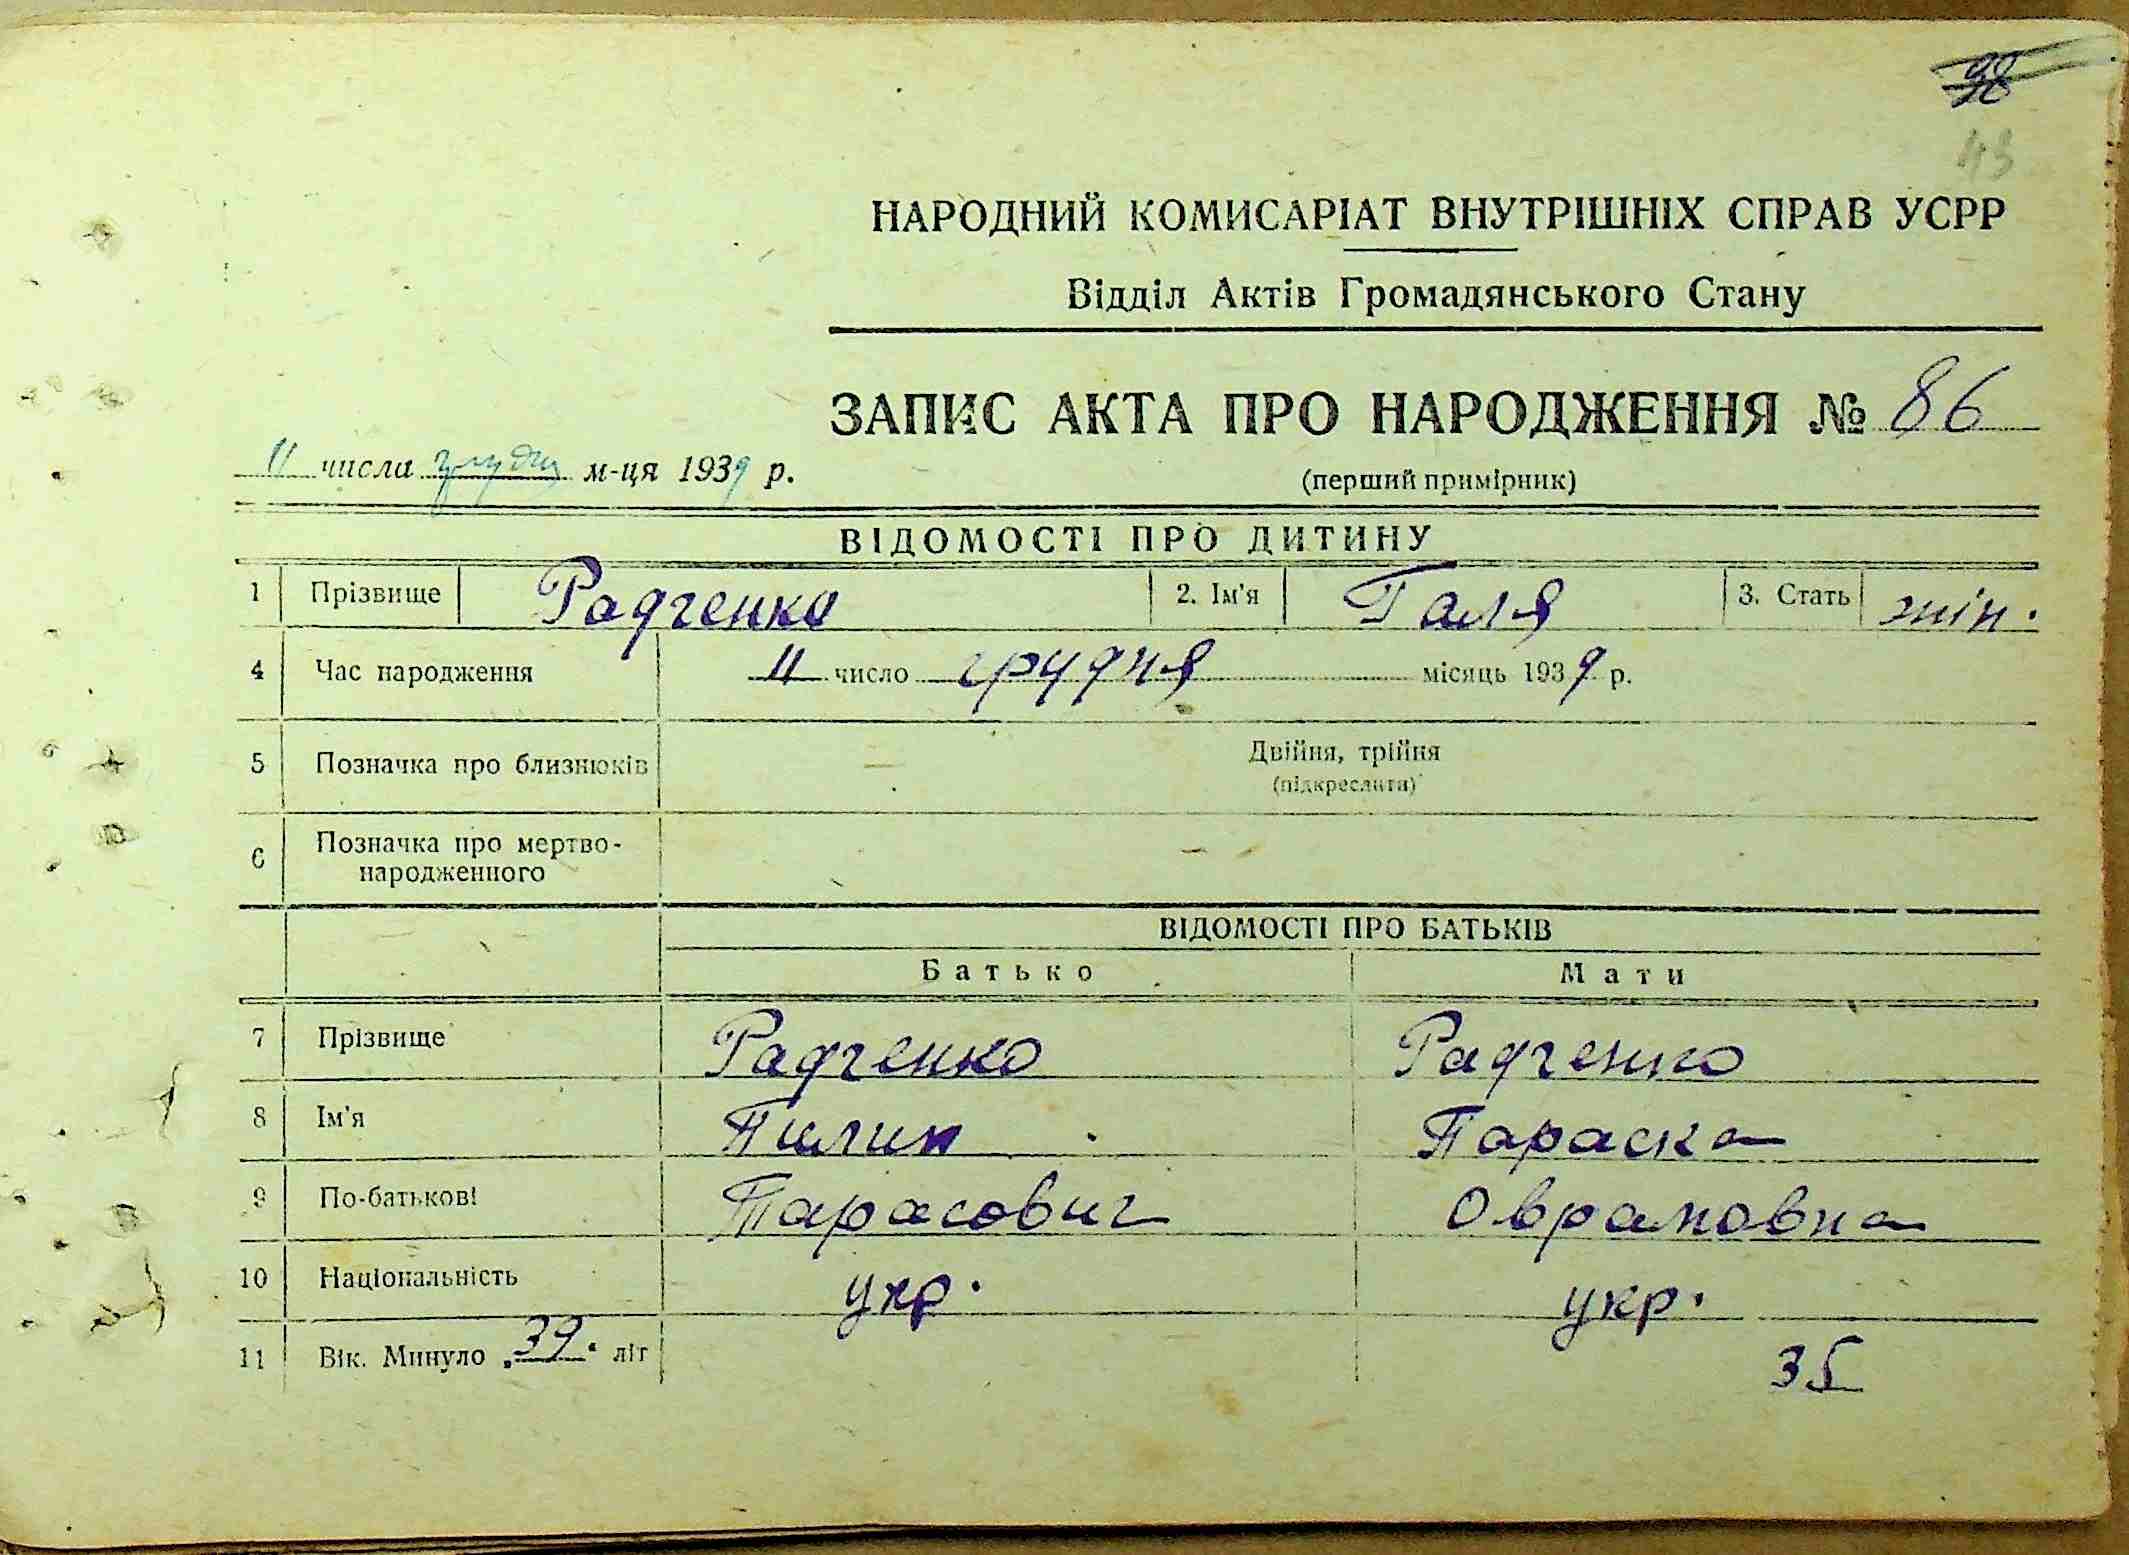 98
43
НАРОДНИЙ КОМИСАРІАТ ВНУТРІШНІХ СПРАВ УСРР
Відділ Актів Громадянського Стану
ЗАПИС АКТА ПРО НАРОДЖЕННЯ № 86
11 числа грудня м-ця 1939 р.
(перший примірник)
ВІДОМОСТІ ПРО ДИТИНУ
1 Прізвище Радченко 2. Ім'я Галя 3. Стать жін.
4 Час народження 11 число грудня місяць 1939 р.
5 Позначка про близнюків — Двійня, трійня
(підкреслити)
6 Позначка про мертво-
народженного —
ВІДОМОСТІ ПРО БАТЬКІВ
Батько Мати
7 Прізвище Радченко Радченко
8 Ім'я Пилип Параска
9 По-батькові Тарасович Оврамовна
10 Національність укр. укр.
11 Вік. Минуло 39. літ 35